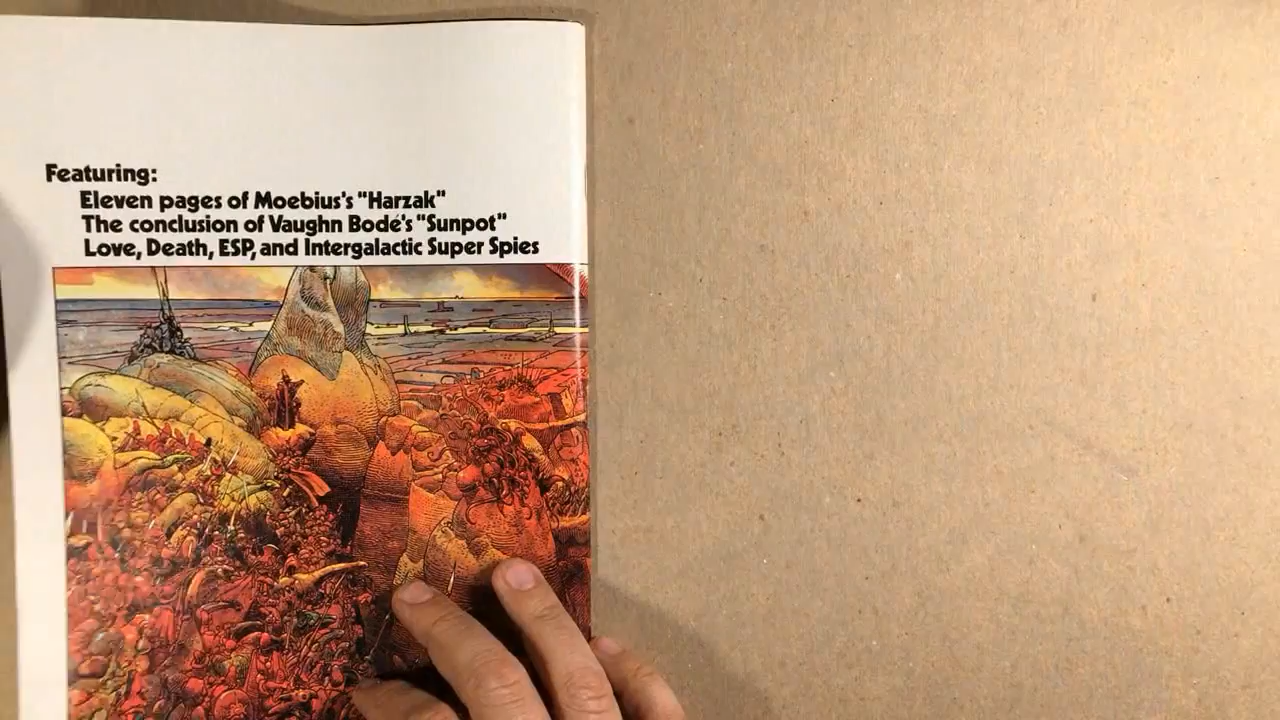 Featuring:
Eleven pages of Moebius's "Harzak"
The conclusion of Vaughn Bodé's "Sunpot"
Love, Death, ESP, and Intergalactic Super Spies